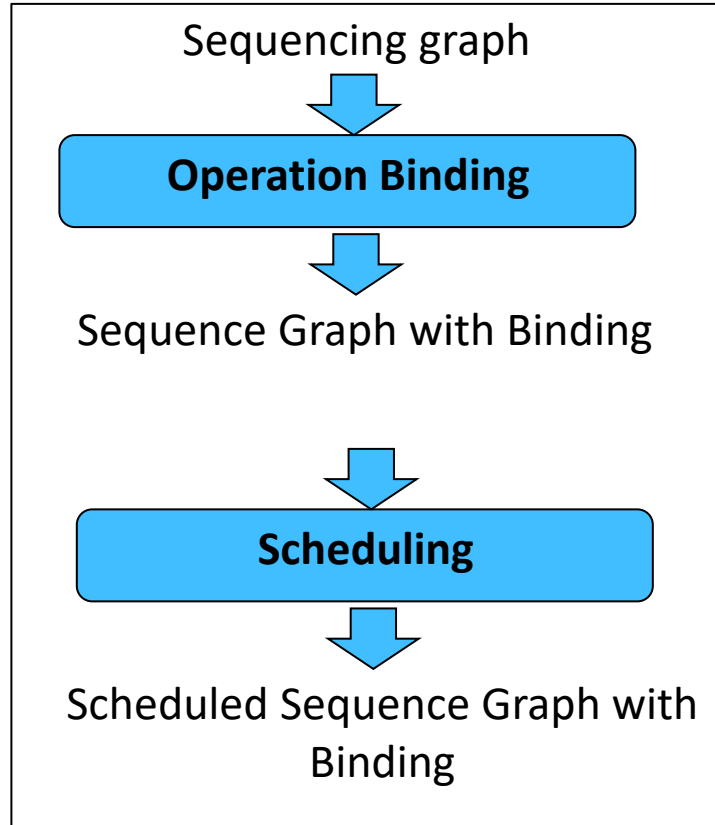 Sequencing graph
Operation Binding
Sequence Graph with Binding
Scheduling
Scheduled Sequence Graph with
Binding